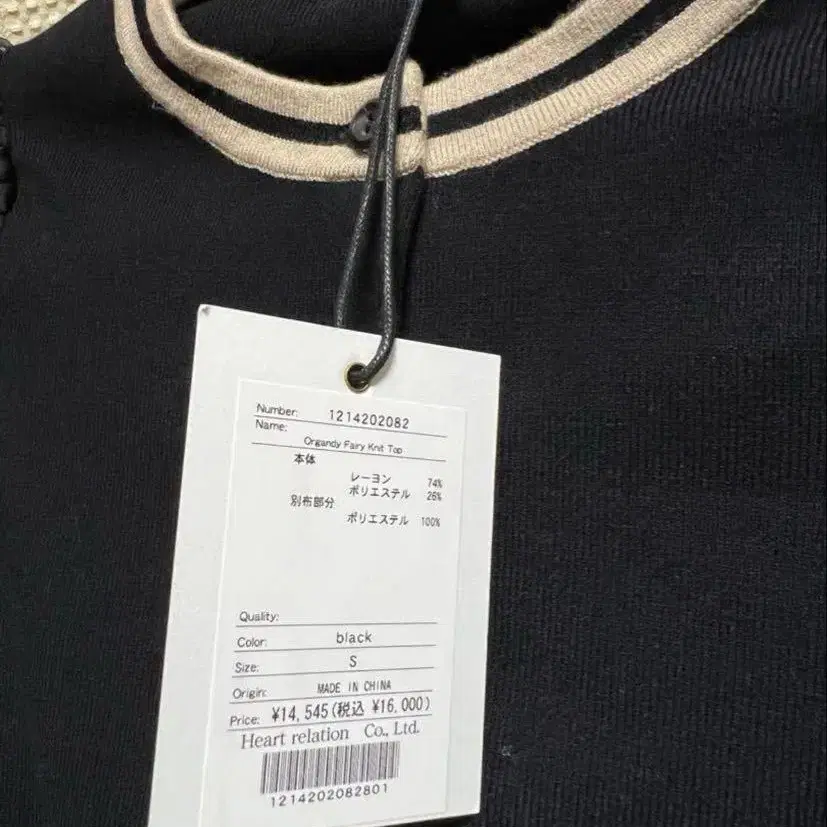 Number: 1214202082
Name:
Organdy Fairy Knit Top
本体
レーヨン 74%
ポリエステル 26%
別布部分
ポリエステル 100%
Quality:
Color: black
Size: S
Origin: MADE IN CHINA
Price: ¥14,545(税込 ¥16,000)
Heart relation Co., Ltd.
1214202082801